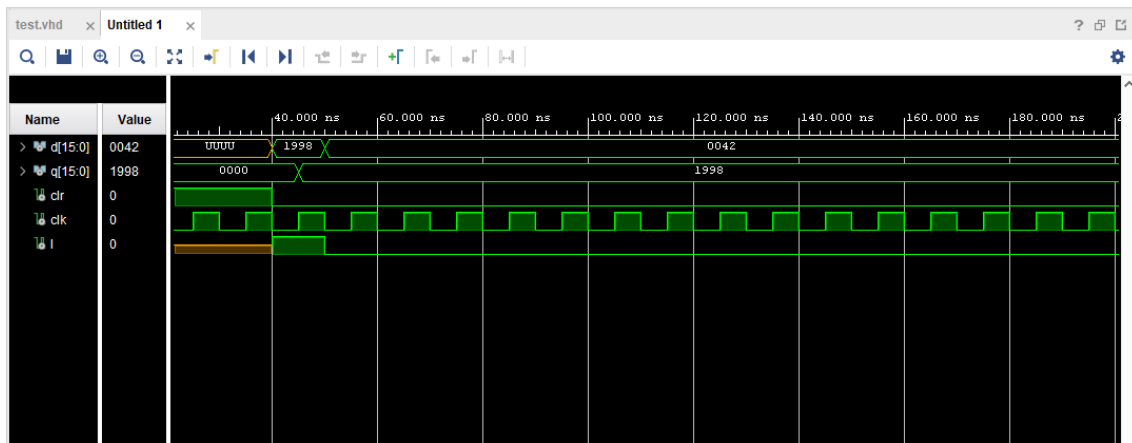 test.vhd × Untitled 1 ×
Name Value
40.000 ns 60.000 ns 80.000 ns 100.000 ns 120.000 ns 140.000 ns 160.000 ns 180.000 ns 2
> d[15:0] 0042 UUUU 1998 0042
> q[15:0] 1998 0000 1998
clr 0
clk 0
l 0